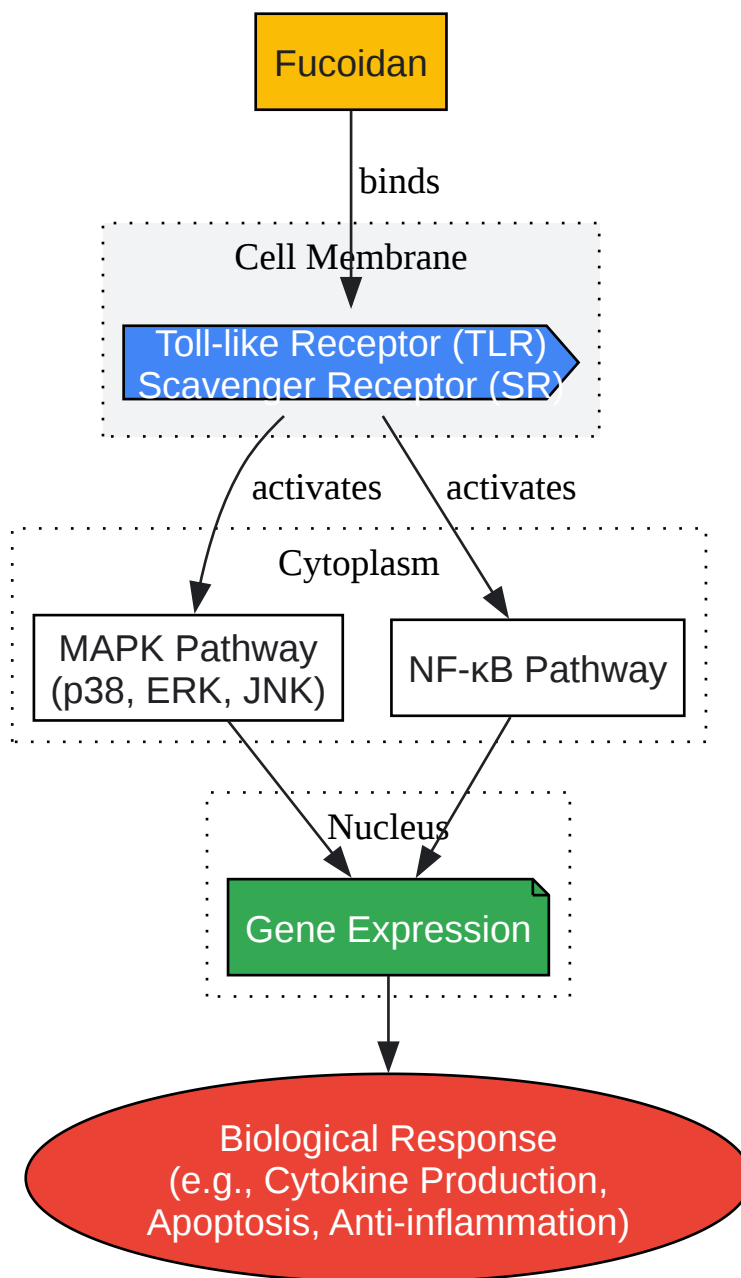 Fucoidan
binds
Cell Membrane
Toll-like Receptor (TLR)
Scavenger Receptor (SR)
activates
activates
Cytoplasm
MAPK Pathway
(p38, ERK, JNK)
NF-κB Pathway
Nucleus
Gene Expression
Biological Response
(e.g., Cytokine Production,
Apoptosis, Anti-inflammation)